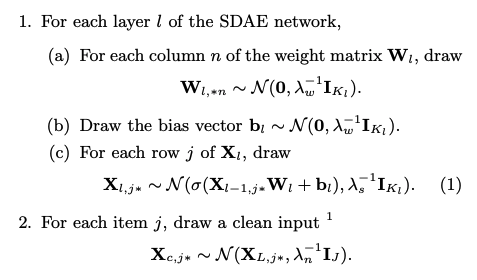 1. For each layer l of the SDAE network,
(a) For each column n of the weight matrix W_l, draw
W_{l,*n} ∼ N(0, λ_w^{-1} I_{K_l}).
(b) Draw the bias vector b_l ∼ N(0, λ_w^{-1} I_{K_l}).
(c) For each row j of X_l, draw
X_{l,j*} ∼ N(σ(X_{l−1,j*} W_l + b_l), λ_s^{-1} I_{K_l}). (1)
2. For each item j, draw a clean input ^1
X_{c,j*} ∼ N(X_{L,j*}, λ_n^{-1} I_J).